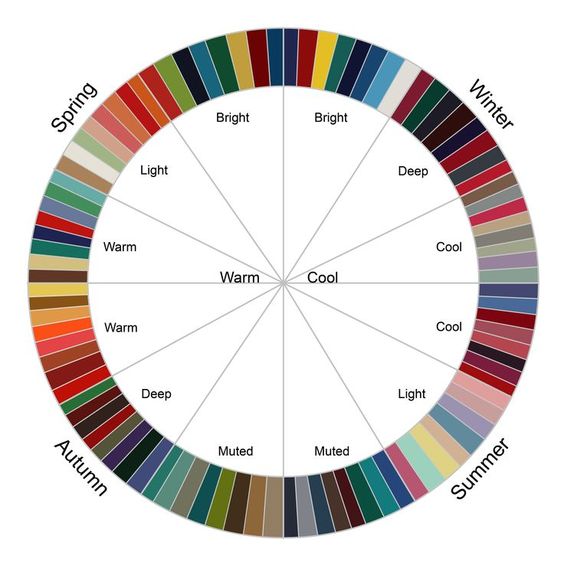 Spring
Winter
Bright
Bright
Light
Deep
Warm
Cool
Warm
Cool
Warm
Cool
Deep
Light
Muted
Muted
Autumn
Summer